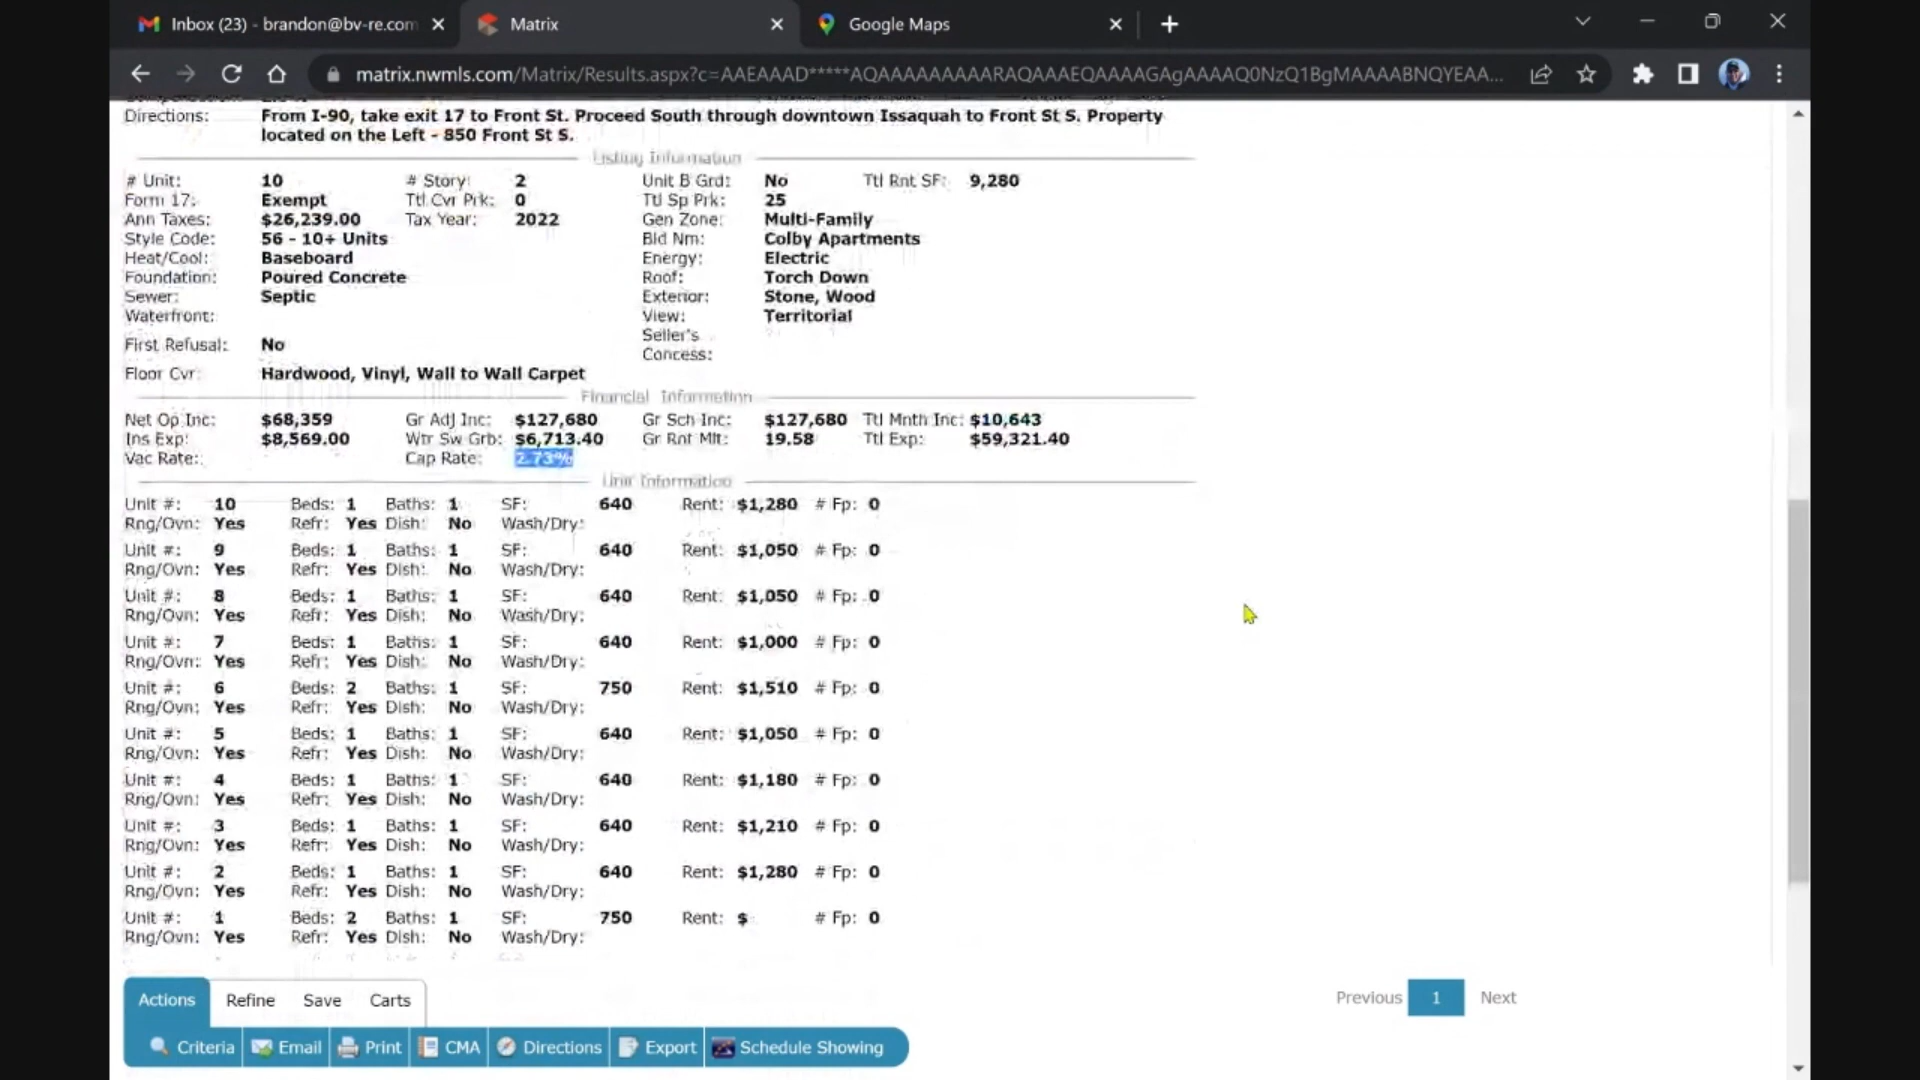 Inbox (23) - brandon@bv-re.com
Matrix
Google Maps
matrix.nwmls.com/Matrix/Results.aspx?c=AAEAAAD*****AQAAAAAAAAARAQAAAEQAAAAGAgAAAAQ0NzQ1BgMAAAABNQYEAA...
Directions: From I-90, take exit 17 to Front St. Proceed South through downtown Issaquah to Front St S. Property
located on the Left - 850 Front St S.
Listing Information
# Unit: 10 # Story: 2 Unit B Grd: No Ttl Rnt SF: 9,280
Form 17: Exempt Ttl Cvr Prk: 0 Ttl Sp Prk: 25
Ann Taxes: $26,239.00 Tax Year: 2022 Gen Zone: Multi-Family
Style Code: 56 - 10+ Units Bld Nm: Colby Apartments
Heat/Cool: Baseboard Energy: Electric
Foundation: Poured Concrete Roof: Torch Down
Sewer: Septic Exterior: Stone, Wood
Waterfront: View: Territorial
Seller's
First Refusal: No Concess:
Floor Cvr: Hardwood, Vinyl, Wall to Wall Carpet
Financial Information
Net Op Inc: $68,359 Gr Adj Inc: $127,680 Gr Sch Inc: $127,680 Ttl Mnth Inc: $10,643
Ins Exp: $8,569.00 Wtr Sw Grb: $6,713.40 Gr Rnt Mlt: 19.58 Ttl Exp: $59,321.40
Vac Rate: Cap Rate: 2.73%
Unit Information
Unit #: 10 Beds: 1 Baths: 1 SF: 640 Rent: $1,280 # Fp: 0
Rng/Ovn: Yes Refr: Yes Dish: No Wash/Dry:
Unit #: 9 Beds: 1 Baths: 1 SF: 640 Rent: $1,050 # Fp: 0
Rng/Ovn: Yes Refr: Yes Dish: No Wash/Dry:
Unit #: 8 Beds: 1 Baths: 1 SF: 640 Rent: $1,050 # Fp: 0
Rng/Ovn: Yes Refr: Yes Dish: No Wash/Dry:
Unit #: 7 Beds: 1 Baths: 1 SF: 640 Rent: $1,000 # Fp: 0
Rng/Ovn: Yes Refr: Yes Dish: No Wash/Dry:
Unit #: 6 Beds: 2 Baths: 1 SF: 750 Rent: $1,510 # Fp: 0
Rng/Ovn: Yes Refr: Yes Dish: No Wash/Dry:
Unit #: 5 Beds: 1 Baths: 1 SF: 640 Rent: $1,050 # Fp: 0
Rng/Ovn: Yes Refr: Yes Dish: No Wash/Dry:
Unit #: 4 Beds: 1 Baths: 1 SF: 640 Rent: $1,180 # Fp: 0
Rng/Ovn: Yes Refr: Yes Dish: No Wash/Dry:
Unit #: 3 Beds: 1 Baths: 1 SF: 640 Rent: $1,210 # Fp: 0
Rng/Ovn: Yes Refr: Yes Dish: No Wash/Dry:
Unit #: 2 Beds: 1 Baths: 1 SF: 640 Rent: $1,280 # Fp: 0
Rng/Ovn: Yes Refr: Yes Dish: No Wash/Dry:
Unit #: 1 Beds: 2 Baths: 1 SF: 750 Rent: $ # Fp: 0
Rng/Ovn: Yes Refr: Yes Dish: No Wash/Dry:
Actions Refine Save Carts
Previous 1 Next
Criteria Email Print CMA Directions Export Schedule Showing